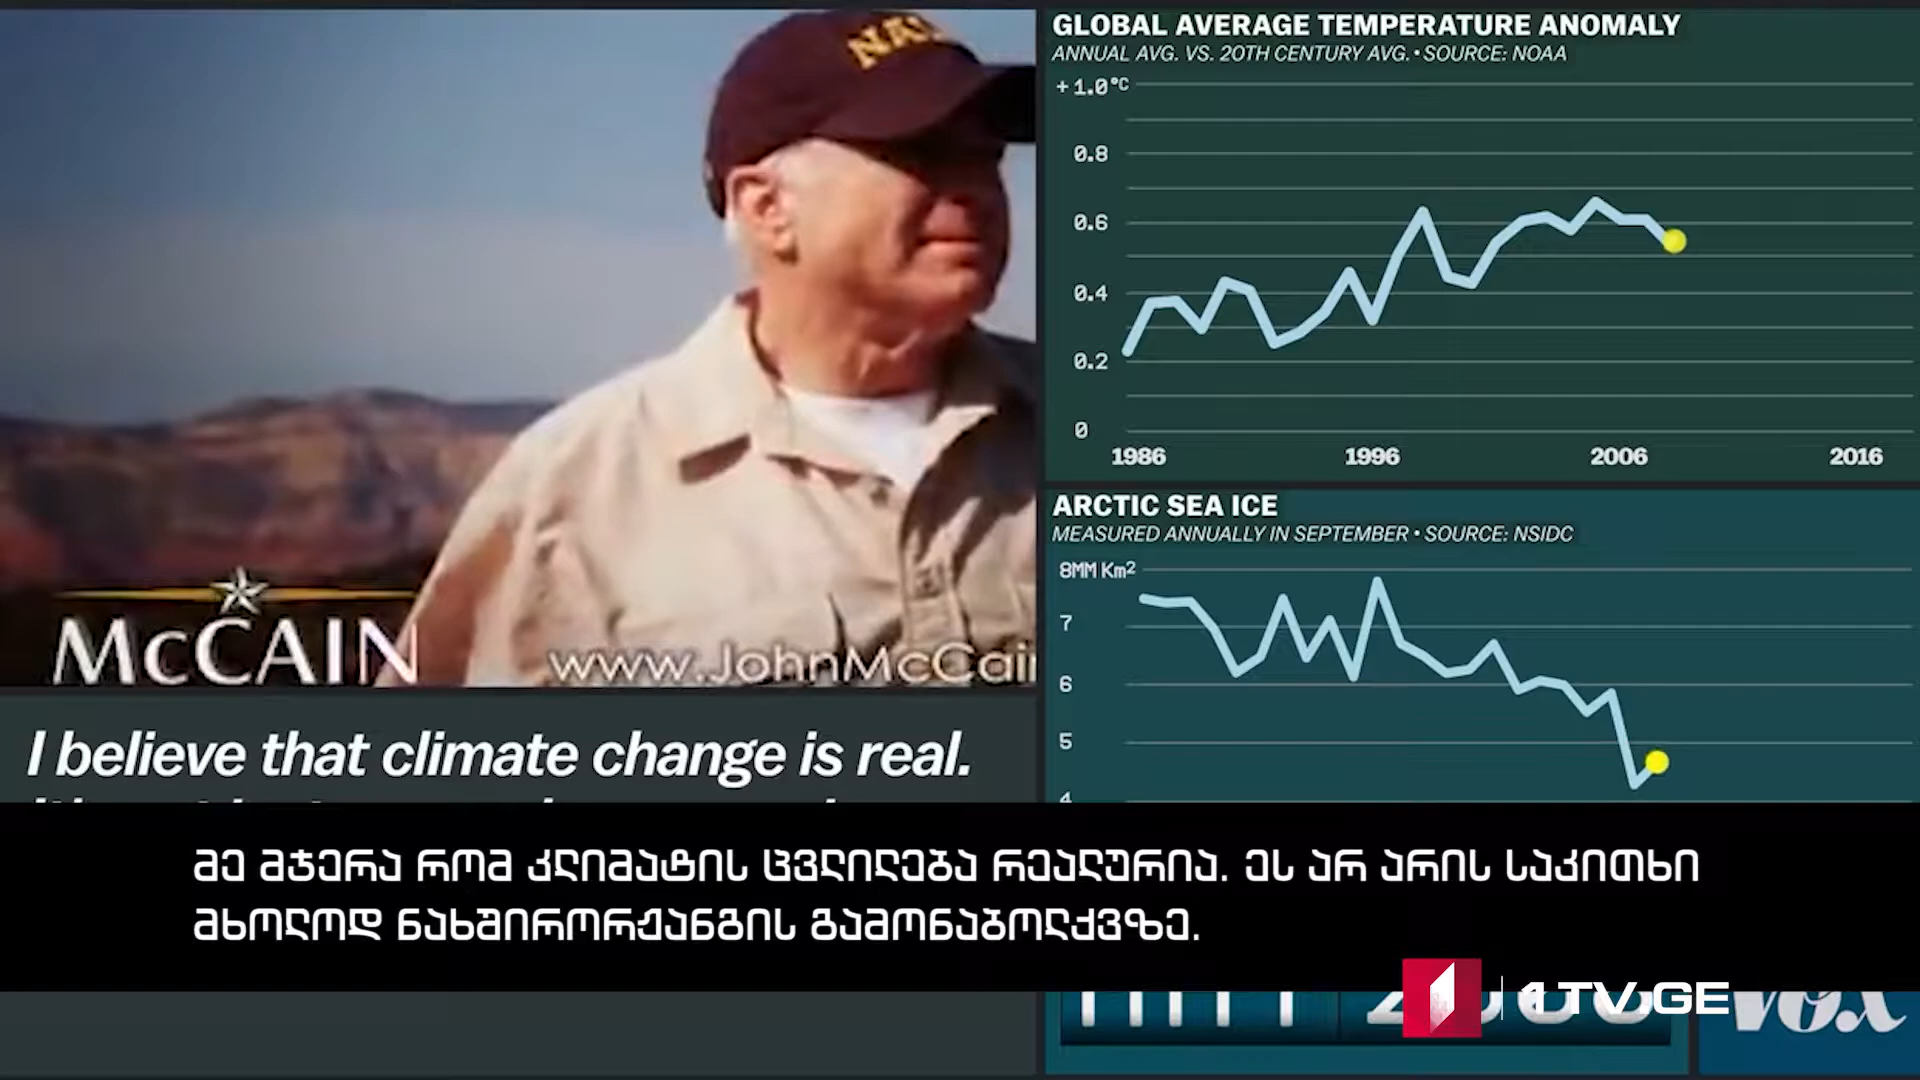 NAV
McCAIN
www.JohnMcCain
I believe that climate change is real.
GLOBAL AVERAGE TEMPERATURE ANOMALY
ANNUAL AVG. VS. 20TH CENTURY AVG. • SOURCE: NOAA
+1.0°C
0.8
0.6
0.4
0.2
0
1986 1996 2006 2016
ARCTIC SEA ICE
MEASURED ANNUALLY IN SEPTEMBER • SOURCE: NSIDC
8MM Km²
7
6
5
4
მე მჯერა რომ კლიმატის ცვლილება რეალურია. ეს არ არის საკითხი
მხოლოდ ნახშირორჟანგის გამონაბოლქვზე.
1TV.GE
Vox